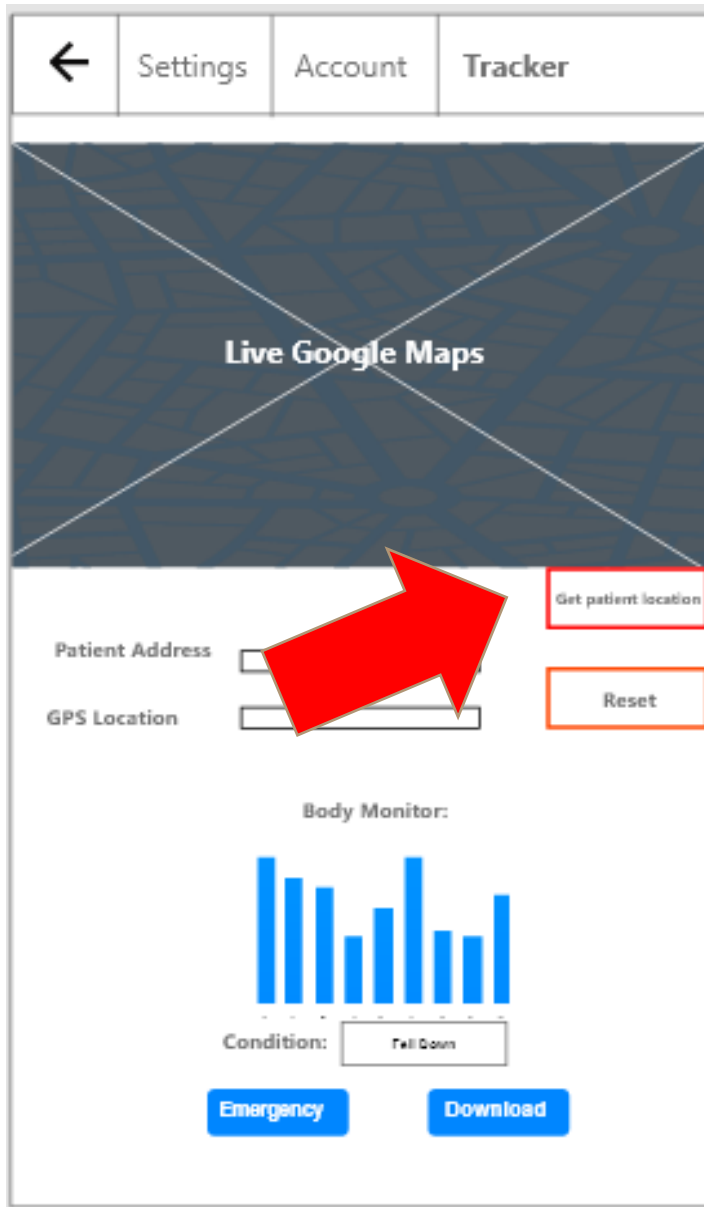 Settings
Account
Tracker
Live Google Maps
Get patient location
Patient Address
Reset
GPS Location
Body Monitor:
Condition:
Fell Down
Emergency
Download